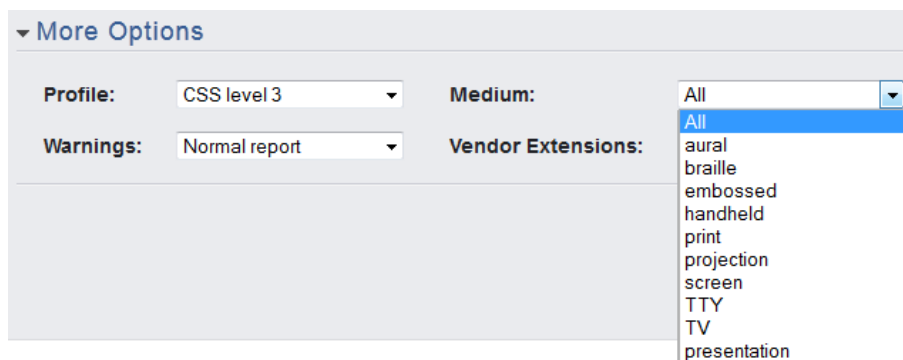 More Options
Profile: CSS level 3 Medium: All
Warnings: Normal report Vendor Extensions:
All
aural
braille
embossed
handheld
print
projection
screen
TTY
TV
presentation